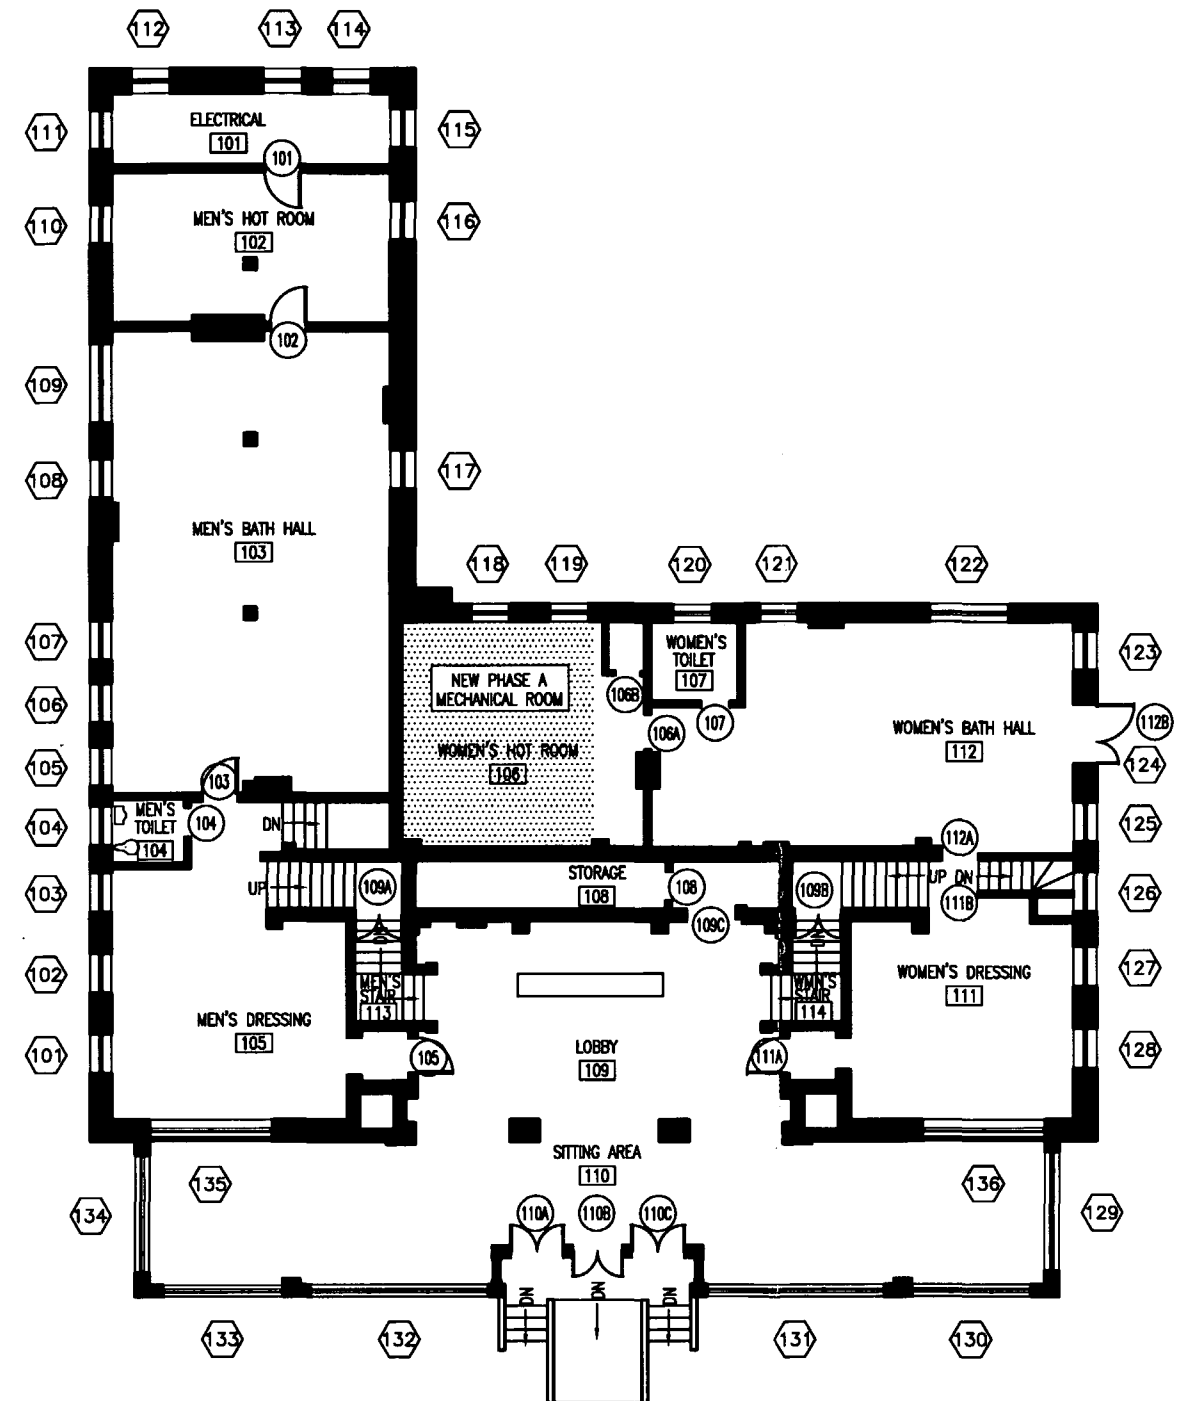 112
113
114
111
ELECTRICAL
101
115
101
110
MEN'S HOT ROOM
102
116
102
109
108
117
MEN'S BATH HALL
103
118
119
120
121
122
107
WOMEN'S
TOILET
107
123
NEW PHASE A
MECHANICAL ROOM
106B
106
107
112B
106A
WOMEN'S BATH HALL
112
WOMEN'S HOT ROOM
106
105
103
124
104
MEN'S
TOILET
104
104
DN
125
112A
103
UP
109A
STORAGE
108
108
109B
UP DN
111B
126
109C
102
MEN'S
STAIR
113
WMN'S
STAIR
114
WOMEN'S DRESSING
111
127
MEN'S DRESSING
105
101
105
LOBBY
109
111A
128
SITTING AREA
110
135
136
134
110A
110B
110C
129
DN
DN
DN
133
132
131
130